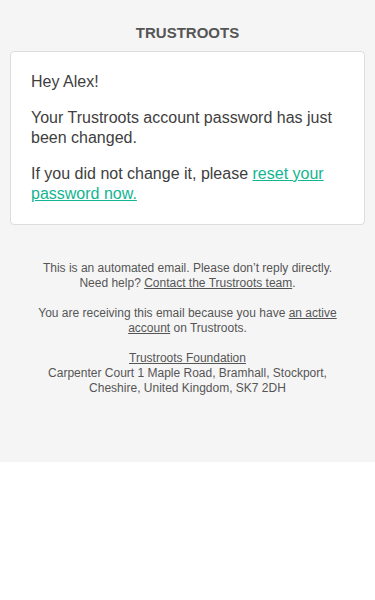 TRUSTROOTS
Hey Alex!
Your Trustroots account password has just
been changed.
If you did not change it, please reset your
password now.
This is an automated email. Please don’t reply directly.
Need help? Contact the Trustroots team.
You are receiving this email because you have an active
account on Trustroots.
Trustroots Foundation
Carpenter Court 1 Maple Road, Bramhall, Stockport,
Cheshire, United Kingdom, SK7 2DH